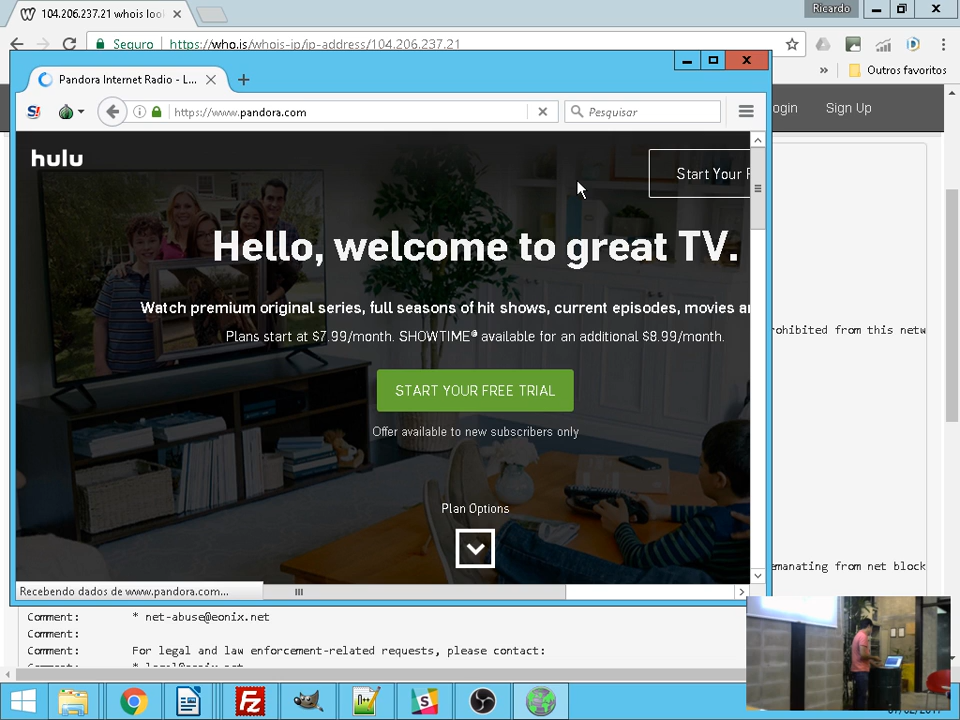 104.206.237.21 whois loo
Ricardo
Seguro
https://who.is/whois-ip/ip-address/104.206.237.21
Outros favoritos
Pandora Internet Radio - L...
https://www.pandora.com
Pesquisar
ogin
Sign Up
hulu
Start Your F
Hello, welcome to great TV.
Watch premium original series, full seasons of hit shows, current episodes, movies an
Plans start at $7.99/month. SHOWTIME® available for an additional $8.99/month.
ohibited from this netw
START YOUR FREE TRIAL
Offer available to new subscribers only
Plan Options
emanating from net block
Recebendo dados de www.pandora.com...
Comment: * net-abuse@eonix.net
Comment:
Comment: For legal and law enforcement-related requests, please contact: